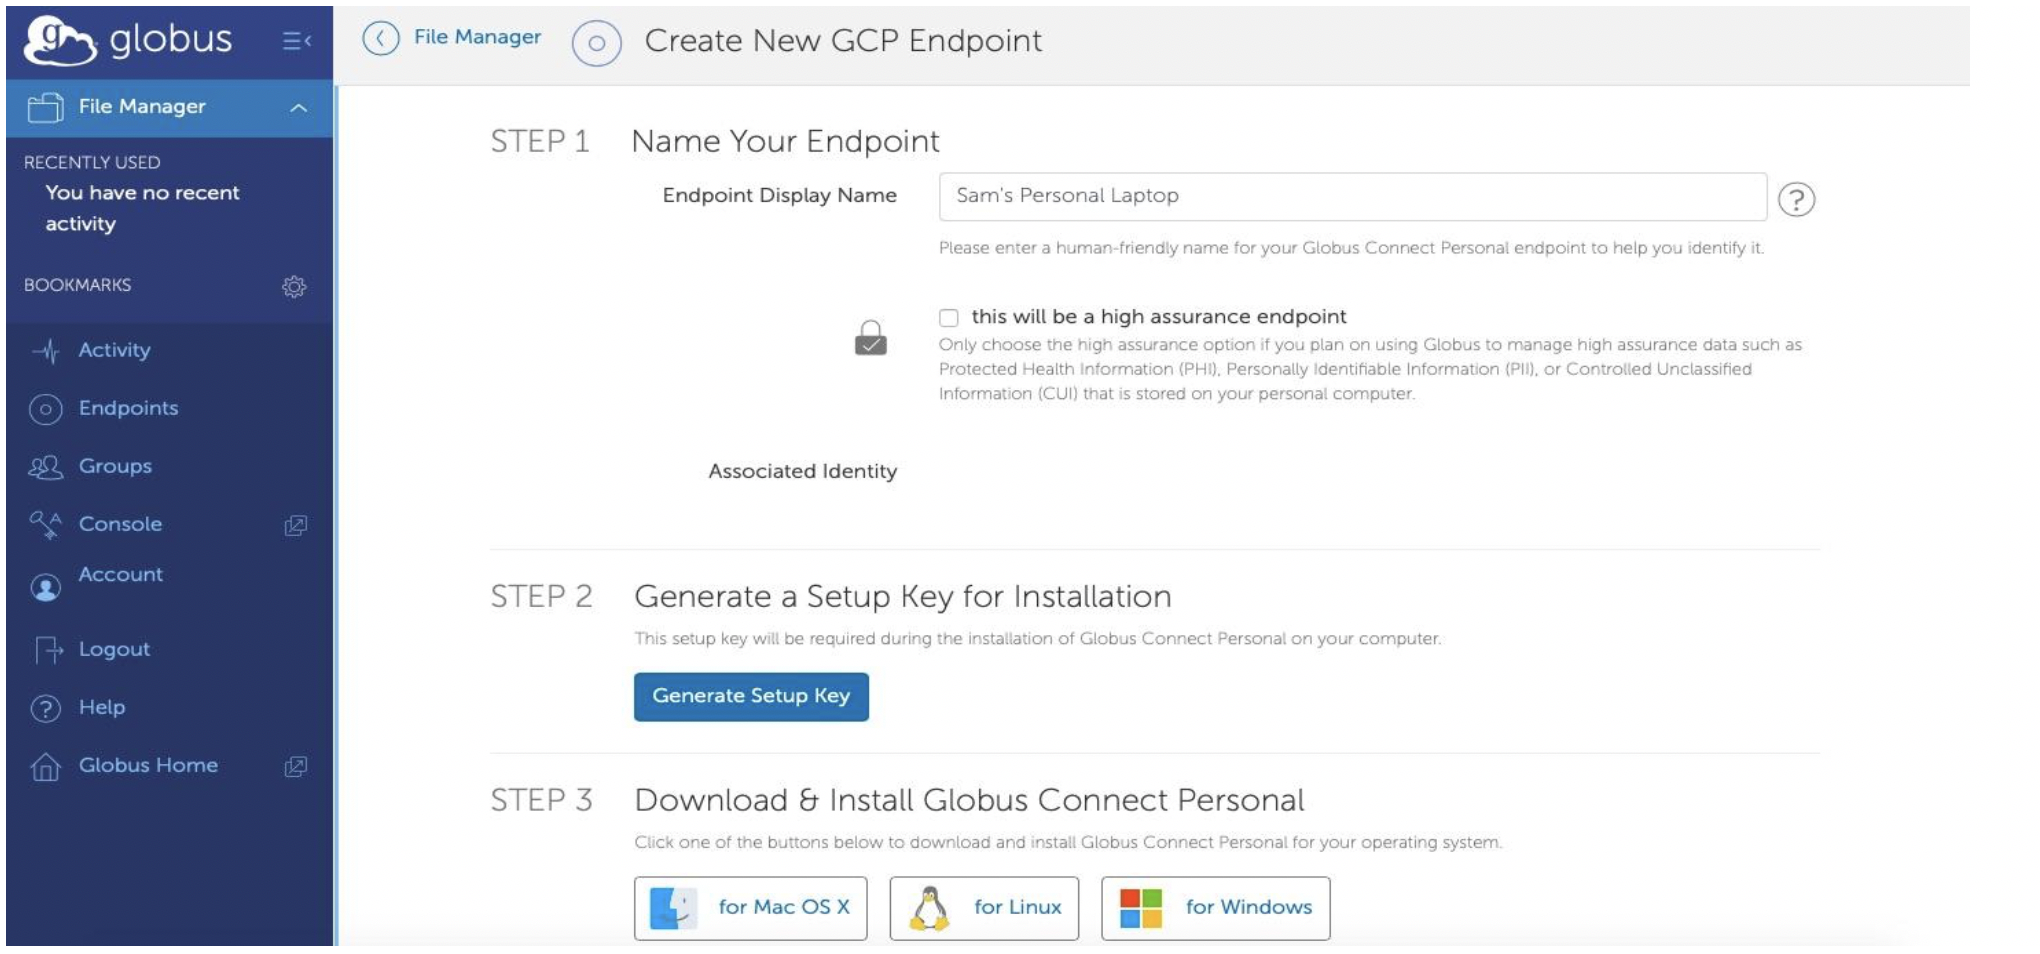 globus
File Manager
Create New GCP Endpoint
File Manager
RECENTLY USED
You have no recent
activity
BOOKMARKS
Activity
Endpoints
Groups
Console
Account
Logout
Help
Globus Home
STEP 1 Name Your Endpoint
Endpoint Display Name Sam's Personal Laptop
Please enter a human-friendly name for your Globus Connect Personal endpoint to help you identify it.
this will be a high assurance endpoint
Only choose the high assurance option if you plan on using Globus to manage high assurance data such as
Protected Health Information (PHI), Personally Identifiable Information (PII), or Controlled Unclassified
Information (CUI) that is stored on your personal computer.
Associated Identity
STEP 2 Generate a Setup Key for Installation
This setup key will be required during the installation of Globus Connect Personal on your computer.
Generate Setup Key
STEP 3 Download & Install Globus Connect Personal
Click one of the buttons below to download and install Globus Connect Personal for your operating system.
for Mac OS X for Linux for Windows